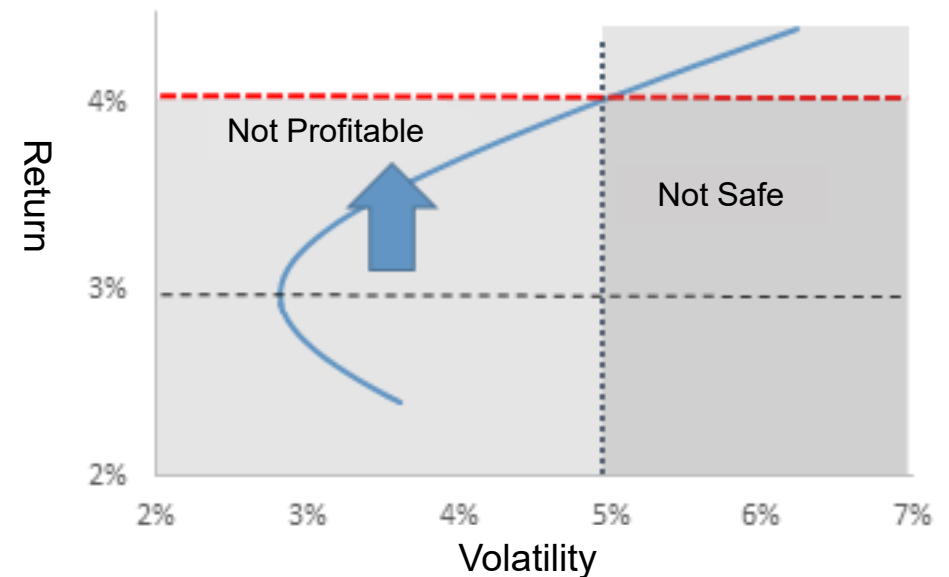 4%
Not Profitable
Return
Not Safe
3%
2%
2% 3% 4% 5% 6% 7%
Volatility